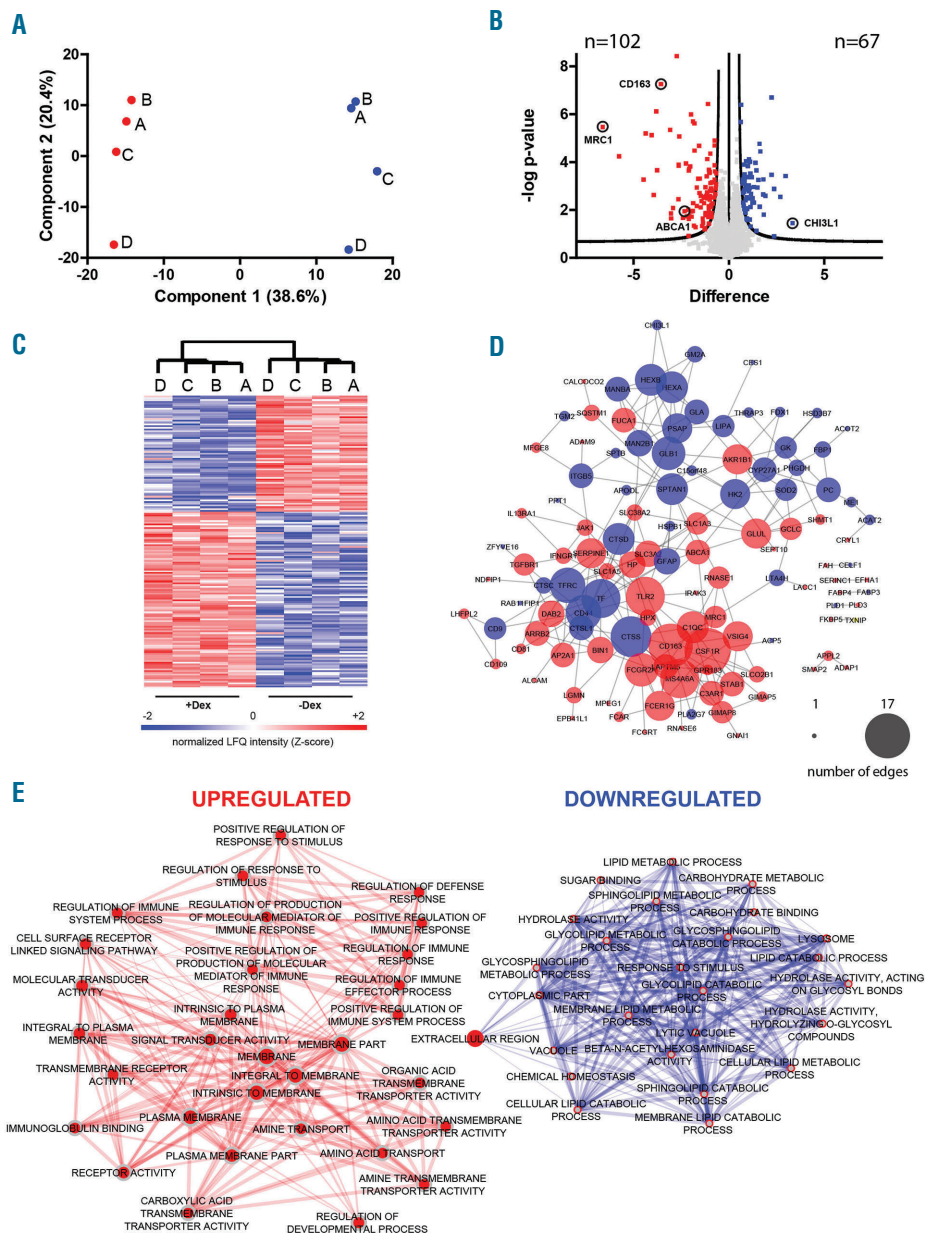 A
20
10
0
-10
-20
Component 2 (20.4%)
B
A
C
D
B
A
C
D
-20
-10
0
10
20
Component 1 (38.6%)
B
n=102
n=67
8
6
4
2
0
-log p-value
CD163
MRC1
ABCA1
CHI3L1
-5
0
5
Difference
C
D C B A D C B A
+Dex
-Dex
-2
0
+2
normalized LFQ intensity (Z-score)
D
CHI3L1
GM2A
CBS1
HEXB
HEXA
CALCOCO2
MANBA
SQSTM1
GLA
THRAP3
FDX1
HSD3B7
TGM2
FUCA1
PSAP
LIPA
ACOT2
MFGE8
ADAM9
MAN2B1
GK
FBP1
SPTB
GLB1
AKR1B1
ITGB5
C15orf48
CYP27A1
PHGDH
APOOL
SPTAN1
HK2
SOD2
PC
PPT1
SLC38A2
ME1
IL13RA1
HSPB1
SLC1A3
SHMT1
ACAT2
JAK1
CTSD
GLUL
GCLC
CRYL1
ZFYVE16
IFNGR1
SERPINE1
SLC3A2
ABCA1
SEPT10
TGFBR1
HP
GFAP
FAH
CELF1
NDFIP1
SLC1A5
RNASE1
LTA4H
LACC1
SERINC1
EFHA1
CTSC
TFRC
IRAK3
FABP4
FABP3
RAB11FIP1
TF
TLR2
PLD1
PLD3
LHFPL2
DAB2
CD44
HPX
MRC1
FKBP5
TXNIP
CD9
ARRB2
CTSL1
CTSS
C1QC
VSIG4
CD81
AP2A1
BIN1
CD163
CSF1R
ACP5
CD109
LAPTM5
GPR183
APPL2
ALCAM
FCGR2A
MS4A6A
STAB1
SLCO2B1
SMAP2
ADAP1
LGMN
C3AR1
GIMAP5
EPB41L1
MPEG1
FCER1G
FCAR
PLA2G7
GIMAP8
FCGRT
RNASE6
GNAI1
1
17
number of edges
E
UPREGULATED
POSITIVE REGULATION OF
RESPONSE TO STIMULUS
REGULATION OF RESPONSE TO
STIMULUS
REGULATION OF DEFENSE
RESPONSE
REGULATION OF IMMUNE
SYSTEM PROCESS
REGULATION OF PRODUCTION
OF MOLECULAR MEDIATOR OF
IMMUNE RESPONSE
POSITIVE REGULATION OF
IMMUNE RESPONSE
CELL SURFACE RECEPTOR
LINKED SIGNALING PATHWAY
POSITIVE REGULATION OF
PRODUCTION OF MOLECULAR
MEDIATOR OF IMMUNE
RESPONSE
REGULATION OF IMMUNE
RESPONSE
MOLECULAR TRANSDUCER
ACTIVITY
REGULATION OF IMMUNE
EFFECTOR PROCESS
INTRINSIC TO PLASMA
MEMBRANE
POSITIVE REGULATION OF
IMMUNE SYSTEM PROCESS
INTEGRAL TO PLASMA
MEMBRANE
SIGNAL TRANSDUCER ACTIVITY
MEMBRANE PART
MEMBRANE
TRANSMEMBRANE RECEPTOR
ACTIVITY
INTEGRAL TO MEMBRANE
ORGANIC ACID
TRANSMEMBRANE
TRANSPORTER ACTIVITY
INTRINSIC TO MEMBRANE
IMMUNOGLOBULIN BINDING
PLASMA MEMBRANE
AMINE TRANSPORT
AMINO ACID TRANSMEMBRANE
TRANSPORTER ACTIVITY
PLASMA MEMBRANE PART
AMINO ACID TRANSPORT
RECEPTOR ACTIVITY
AMINE TRANSMEMBRANE
TRANSPORTER ACTIVITY
CARBOXYLIC ACID
TRANSMEMBRANE
TRANSPORTER ACTIVITY
REGULATION OF
DEVELOPMENTAL PROCESS
EXTRACELLULAR REGION
DOWNREGULATED
LIPID METABOLIC PROCESS
SUGAR BINDING
CARBOHYDRATE METABOLIC
PROCESS
SPHINGOLIPID METABOLIC
PROCESS
HYDROLASE ACTIVITY
CARBOHYDRATE BINDING
GLYCOLIPID METABOLIC
PROCESS
GLYCOSPHINGOLIPID
CATABOLIC PROCESS
LYSOSOME
LIPID CATABOLIC PROCESS
GLYCOSPHINGOLIPID
METABOLIC PROCESS
RESPONSE TO STIMULUS
HYDROLASE ACTIVITY, ACTING
ON GLYCOSYL BONDS
CYTOPLASMIC PART
GLYCOLIPID CATABOLIC
PROCESS
MEMBRANE LIPID METABOLIC
PROCESS
HYDROLASE ACTIVITY,
HYDROLYZING O-GLYCOSYL
COMPOUNDS
LYTIC VACUOLE
VACUOLE
BETA-N-ACETYLHEXOSAMINIDASE
ACTIVITY
CELLULAR LIPID METABOLIC
PROCESS
CHEMICAL HOMEOSTASIS
SPHINGOLIPID CATABOLIC
PROCESS
CELLULAR LIPID CATABOLIC
PROCESS
MEMBRANE LIPID CATABOLIC
PROCESS